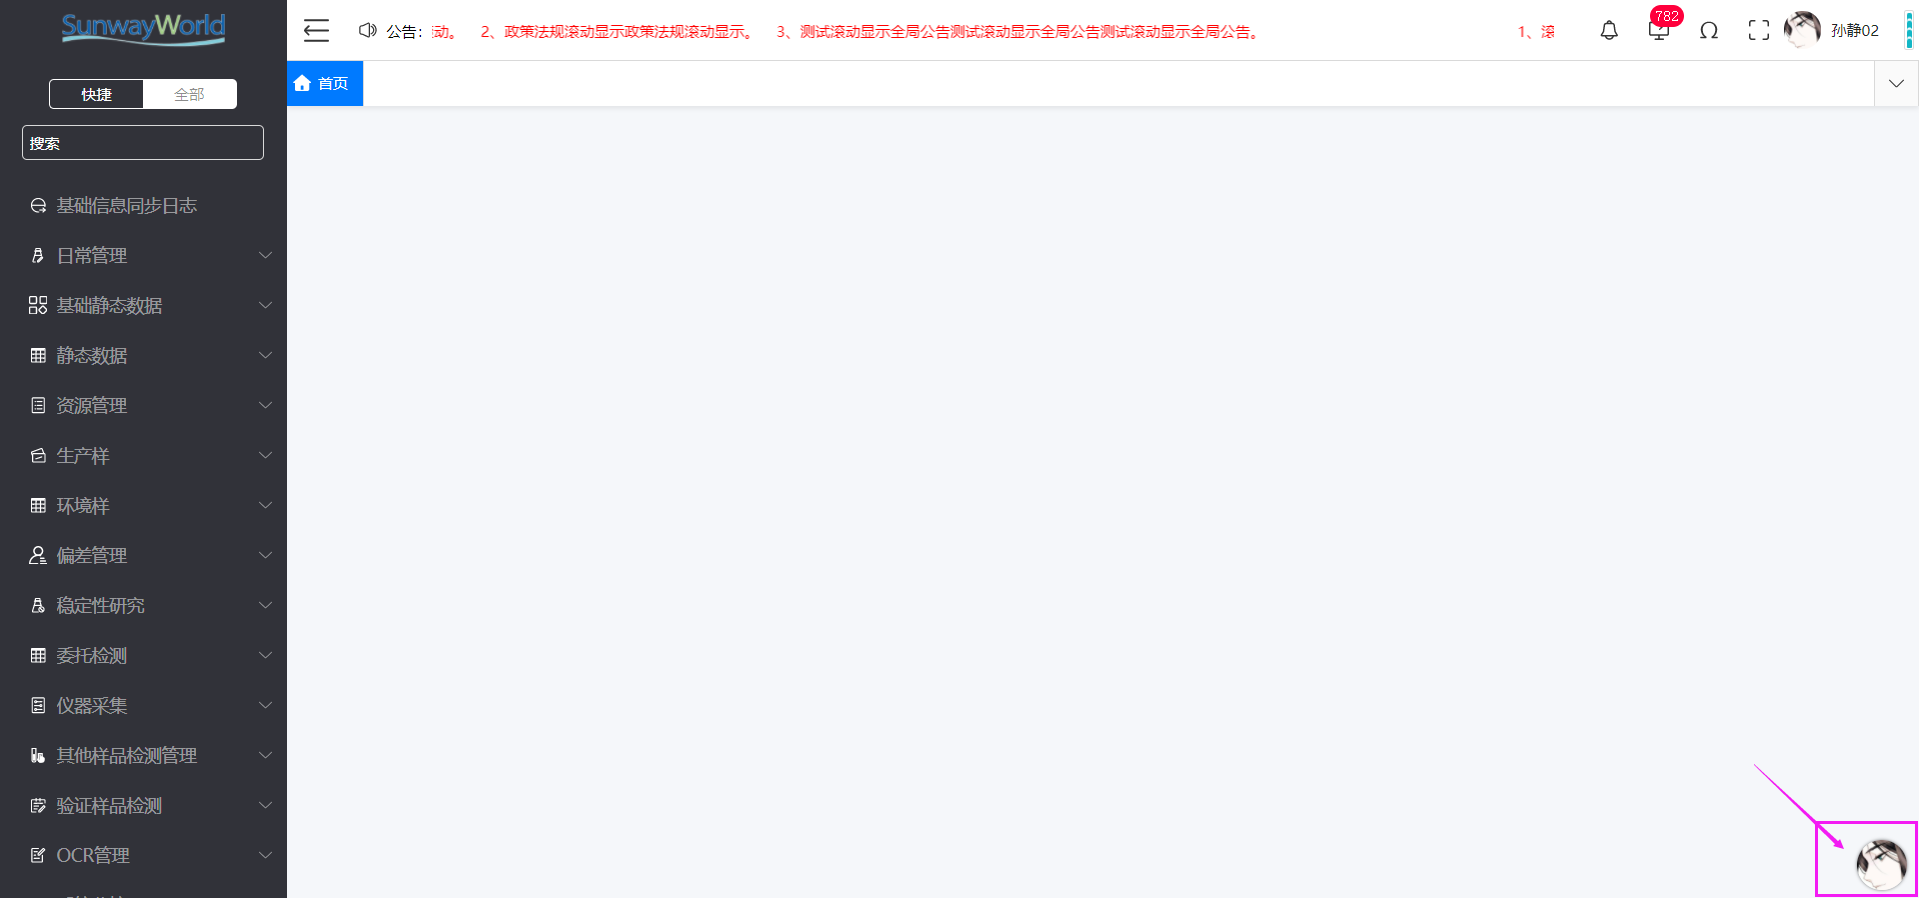 SunwayWorld
公告: 动。 2、政策法规滚动显示政策法规滚动显示。 3、测试滚动显示全局公告测试滚动显示全局公告测试滚动显示全局公告。 1、滚
782
孙静02
快捷 全部
首页
搜索
基础信息同步日志
日常管理
基础静态数据
静态数据
资源管理
生产样
环境样
偏差管理
稳定性研究
委托检测
仪器采集
其他样品检测管理
验证样品检测
OCR管理